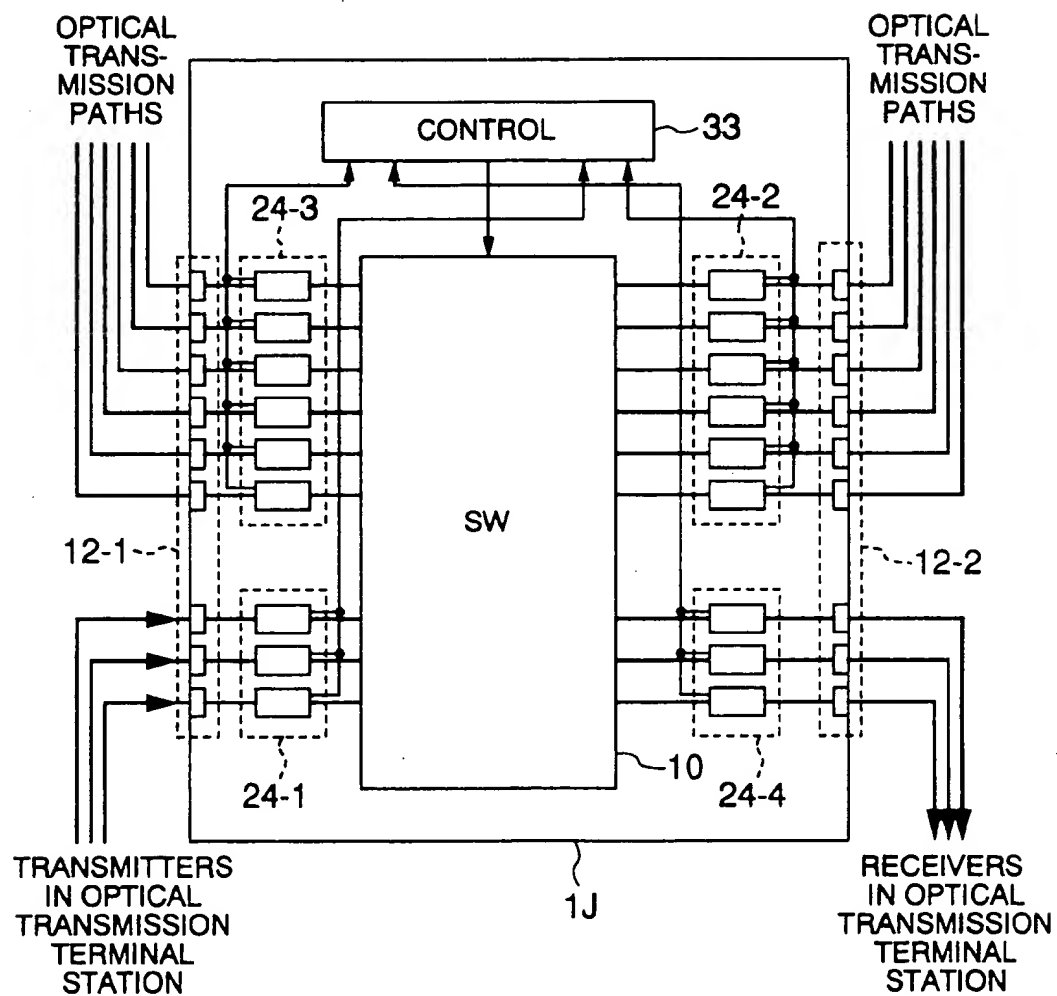 OPTICAL
TRANS-
MISSION
PATHS
OPTICAL
TRANS-
MISSION
PATHS
CONTROL
33
24-3
24-2
SW
12-1
12-2
24-1
10
24-4
1J
TRANSMITTERS
IN OPTICAL
TRANSMISSION
TERMINAL
STATION
RECEIVERS
IN OPTICAL
TRANSMISSION
TERMINAL
STATION